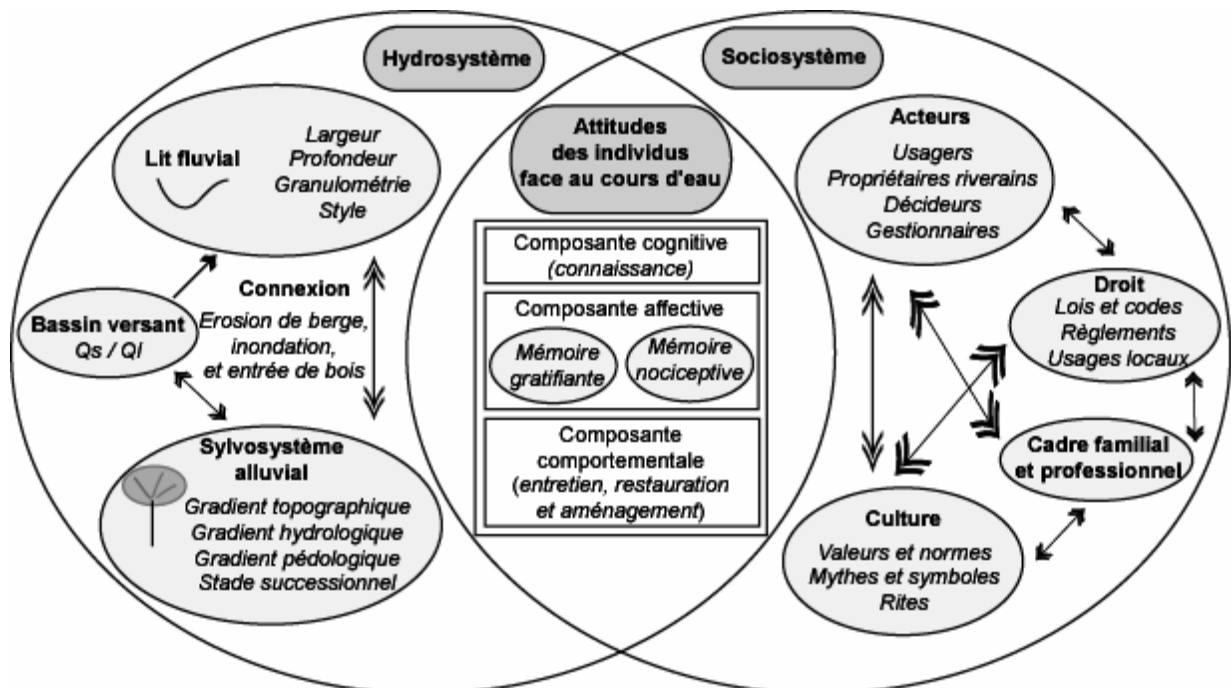 Hydrosystème
Lit fluvial
Largeur
Profondeur
Granulométrie
Style
Connexion
Erosion de berge,
inondation,
et entrée de bois
Bassin versant
Qs / Ql
Sylvosystème
alluvial
Gradient topographique
Gradient hydrologique
Gradient pédologique
Stade successionnel
Attitudes
des individus
face au cours d'eau
Composante cognitive
(connaissance)
Composante affective
Mémoire
gratifiante
Mémoire
nociceptive
Composante
comportementale
(entretien, restauration
et aménagement)
Sociosystème
Acteurs
Usagers
Propriétaires riverains
Décideurs
Gestionnaires
Droit
Lois et codes
Règlements
Usages locaux
Cadre familial
et professionnel
Culture
Valeurs et normes
Mythes et symboles
Rites